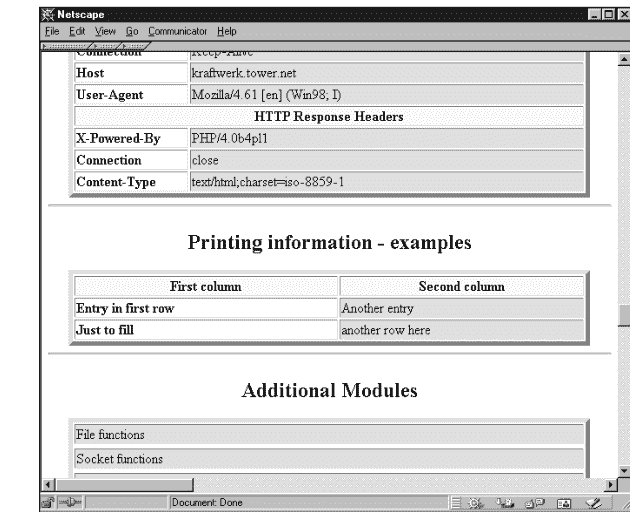 Netscape
File Edit View Go Communicator Help
Connection Keep-Alive
Host kraftwerk.tower.net
User-Agent Mozilla/4.61 [en] (Win98; I)
HTTP Response Headers
X-Powered-By PHP/4.0b4pl1
Connection close
Content-Type text/html;charset=iso-8859-1
Printing information - examples
First column Second column
Entry in first row Another entry
Just to fill another row here
Additional Modules
File functions
Socket functions
Document: Done